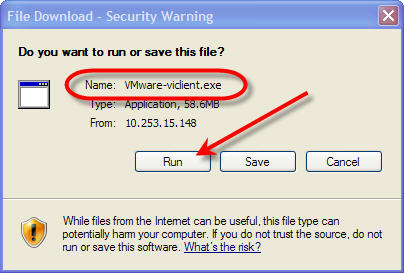 File Download - Security Warning
Do you want to run or save this file?
Name: VMware-viclient.exe
Type: Application, 58.6MB
From: 10.253.15.148
Run Save Cancel
While files from the Internet can be useful, this file type can
potentially harm your computer. If you do not trust the source, do not
run or save this software. What's the risk?